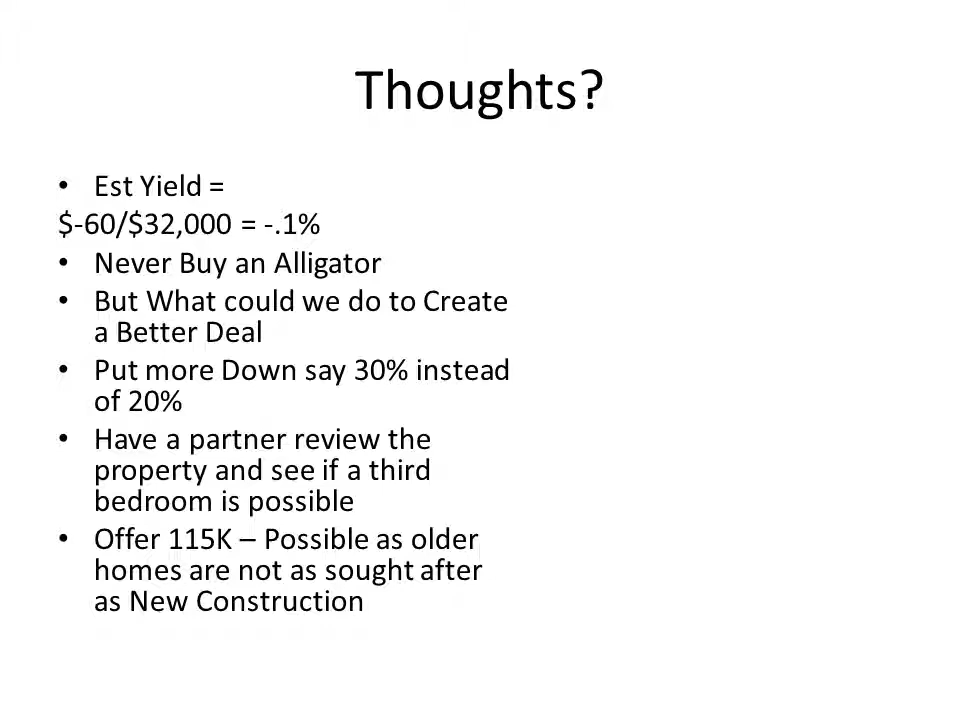 Thoughts?
• Est Yield =
$-60/$32,000 = -.1%
• Never Buy an Alligator
• But What could we do to Create
a Better Deal
• Put more Down say 30% instead
of 20%
• Have a partner review the
property and see if a third
bedroom is possible
• Offer 115K – Possible as older
homes are not as sought after
as New Construction